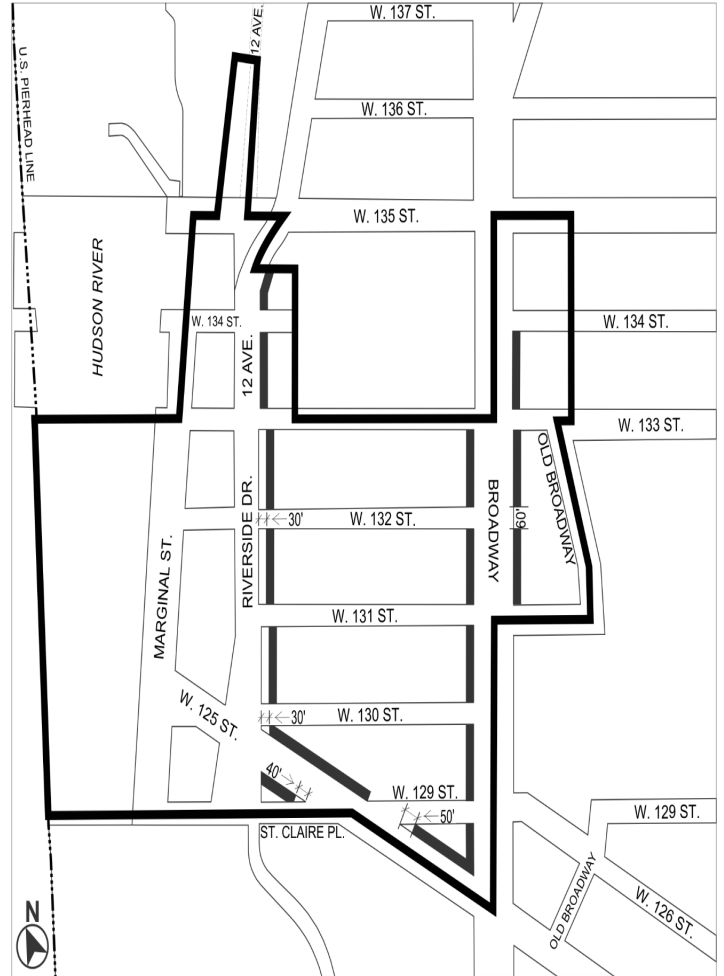 W. 137 ST.
12 AVE.
U.S. PIERHEAD LINE
W. 136 ST.
W. 135 ST.
HUDSON RIVER
W. 134 ST.
W. 134 ST.
12 AVE.
W. 133 ST.
OLD BROADWAY
BROADWAY
RIVERSIDE DR.
30'
W. 132 ST.
60'
MARGINAL ST.
W. 131 ST.
W. 125 ST.
30'
W. 130 ST.
40'
W. 129 ST.
50'
W. 129 ST.
ST. CLAIRE PL.
OLD BROADWAY
W. 126 ST.
N